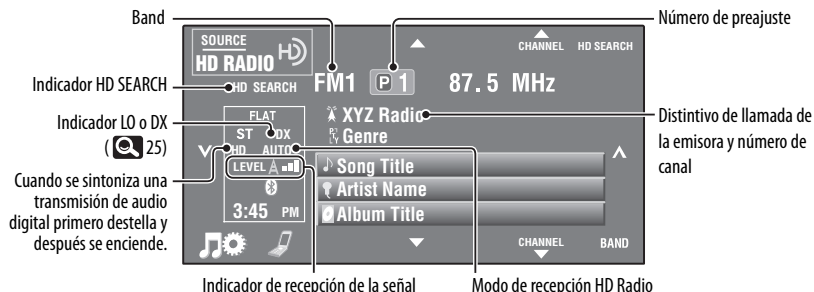 Band
Número de preajuste
SOURCE
HD RADIO
CHANNEL
HD SEARCH
Indicador HD SEARCH
HD SEARCH
FM1
P 1
87.5 MHz
Indicador LO o DX
( 25)
FLAT
ST DX
HD AUTO
LEVEL
XYZ Radio
PTY Genre
Distintivo de llamada de
la emisora y número de
canal
Song Title
Artist Name
Album Title
Cuando se sintoniza una
transmisión de audio
digital primero destella y
después se enciende.
3:45 PM
CHANNEL
BAND
Indicador de recepción de la señal
Modo de recepción HD Radio